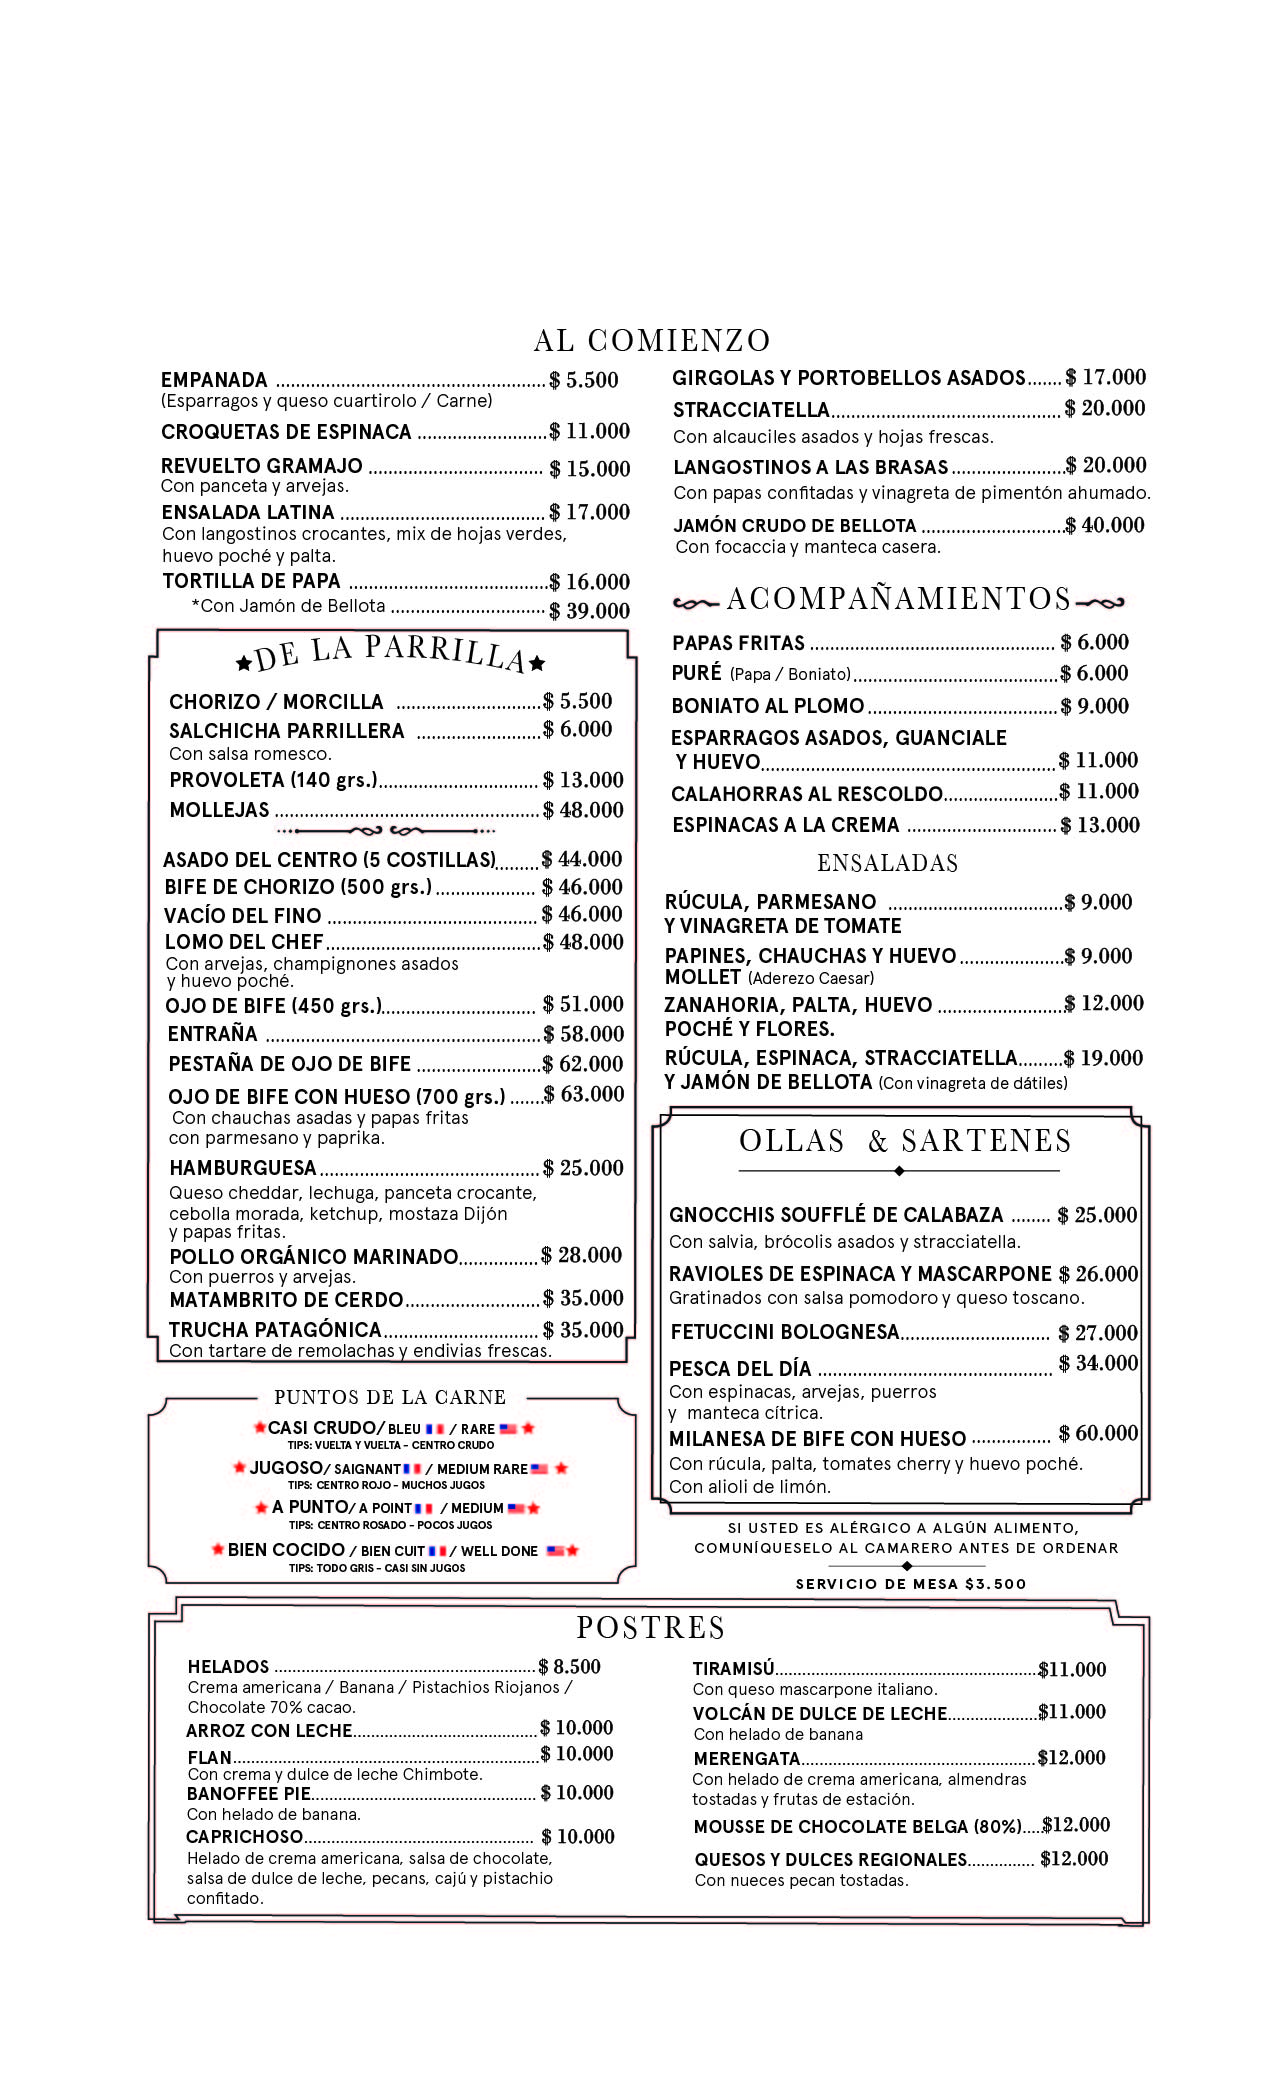 AL COMIENZO
EMPANADA ........ $ 5.500
(Esparragos y queso cuartirolo / Carne)
CROQUETAS DE ESPINACA ........ $ 11.000
REVUELTO GRAMAJO ........ $ 15.000
Con panceta y arvejas.
ENSALADA LATINA ........ $ 17.000
Con langostinos crocantes, mix de hojas verdes,
huevo poché y palta.
TORTILLA DE PAPA ........ $ 16.000
*Con Jamón de Bellota ........ $ 39.000
GIRGOLAS Y PORTOBELLOS ASADOS ....... $ 17.000
STRACCIATELLA ........ $ 20.000
Con alcauciles asados y hojas frescas.
LANGOSTINOS A LAS BRASAS ........ $ 20.000
Con papas confitadas y vinagreta de pimentón ahumado.
JAMÓN CRUDO DE BELLOTA ........ $ 40.000
Con focaccia y manteca casera.
DE LA PARRILLA
CHORIZO / MORCILLA ........ $ 5.500
SALCHICHA PARRILLERA ........ $ 6.000
Con salsa romesco.
PROVOLETA (140 grs.) ........ $ 13.000
MOLLEJAS ........ $ 48.000
ASADO DEL CENTRO (5 COSTILLAS) ........ $ 44.000
BIFE DE CHORIZO (500 grs.) ........ $ 46.000
VACÍO DEL FINO ........ $ 46.000
LOMO DEL CHEF ........ $ 48.000
Con arvejas, champignones asados
y huevo poché.
OJO DE BIFE (450 grs.) ........ $ 51.000
ENTRAÑA ........ $ 58.000
PESTAÑA DE OJO DE BIFE ........ $ 62.000
OJO DE BIFE CON HUESO (700 grs.) ....... $ 63.000
Con chauchas asadas y papas fritas
con parmesano y paprika.
HAMBURGUESA ........ $ 25.000
Queso cheddar, lechuga, panceta crocante,
cebolla morada, ketchup, mostaza Dijón
y papas fritas.
POLLO ORGÁNICO MARINADO ........ $ 28.000
Con puerros y arvejas.
MATAMBRITO DE CERDO ........ $ 35.000
TRUCHA PATAGÓNICA ........ $ 35.000
Con tartare de remolachas y endivias frescas.
ACOMPAÑAMIENTOS
PAPAS FRITAS ........ $ 6.000
PURÉ (Papa / Boniato) ........ $ 6.000
BONIATO AL PLOMO ........ $ 9.000
ESPARRAGOS ASADOS, GUANCIALE
Y HUEVO ........ $ 11.000
CALAHORRAS AL RESCOLDO ........ $ 11.000
ESPINACAS A LA CREMA ........ $ 13.000
ENSALADAS
RÚCULA, PARMESANO ........ $ 9.000
Y VINAGRETA DE TOMATE
PAPINES, CHAUCHAS Y HUEVO ........ $ 9.000
MOLLET (Aderezo Caesar)
ZANAHORIA, PALTA, HUEVO ........ $ 12.000
POCHÉ Y FLORES.
RÚCULA, ESPINACA, STRACCIATELLA ........ $ 19.000
Y JAMÓN DE BELLOTA (Con vinagreta de dátiles)
OLLAS & SARTENES
GNOCCHIS SOUFFLÉ DE CALABAZA ........ $ 25.000
Con salvia, brócolis asados y stracciatella.
RAVIOLES DE ESPINACA Y MASCARPONE $ 26.000
Gratinados con salsa pomodoro y queso toscano.
FETUCCINI BOLOGNESA ........ $ 27.000
PESCA DEL DÍA ........ $ 34.000
Con espinacas, arvejas, puerros
y manteca cítrica.
MILANESA DE BIFE CON HUESO ........ $ 60.000
Con rúcula, palta, tomates cherry y huevo poché.
Con alioli de limón.
PUNTOS DE LA CARNE
CASI CRUDO/ BLEU / RARE
TIPS: VUELTA Y VUELTA - CENTRO CRUDO
JUGOSO/ SAIGNANT / MEDIUM RARE
TIPS: CENTRO ROJO - MUCHOS JUGOS
A PUNTO/ A POINT / MEDIUM
TIPS: CENTRO ROSADO - POCOS JUGOS
BIEN COCIDO / BIEN CUIT / WELL DONE
TIPS: TODO GRIS - CASI SIN JUGOS
SI USTED ES ALÉRGICO A ALGÚN ALIMENTO,
COMUNÍQUESELO AL CAMARERO ANTES DE ORDENAR
SERVICIO DE MESA $3.500
POSTRES
HELADOS ........ $ 8.500
Crema americana / Banana / Pistachios Riojanos /
Chocolate 70% cacao.
ARROZ CON LECHE ........ $ 10.000
FLAN ........ $ 10.000
Con crema y dulce de leche Chimbote.
BANOFFEE PIE ........ $ 10.000
Con helado de banana.
CAPRICHOSO ........ $ 10.000
Helado de crema americana, salsa de chocolate,
salsa de dulce de leche, pecans, cajú y pistachio
confitado.
TIRAMISÚ ........ $11.000
Con queso mascarpone italiano.
VOLCÁN DE DULCE DE LECHE ........ $11.000
Con helado de banana
MERENGATA ........ $12.000
Con helado de crema americana, almendras
tostadas y frutas de estación.
MOUSSE DE CHOCOLATE BELGA (80%) ..... $12.000
QUESOS Y DULCES REGIONALES ........ $12.000
Con nueces pecan tostadas.